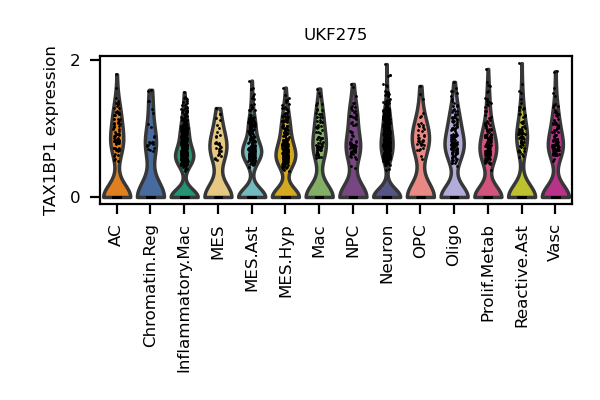 UKF275
TAX1BP1 expression
2
0
AC
Chromatin.Reg
Inflammatory.Mac
MES
MES.Ast
MES.Hyp
Mac
NPC
Neuron
OPC
Oligo
Prolif.Metab
Reactive.Ast
Vasc